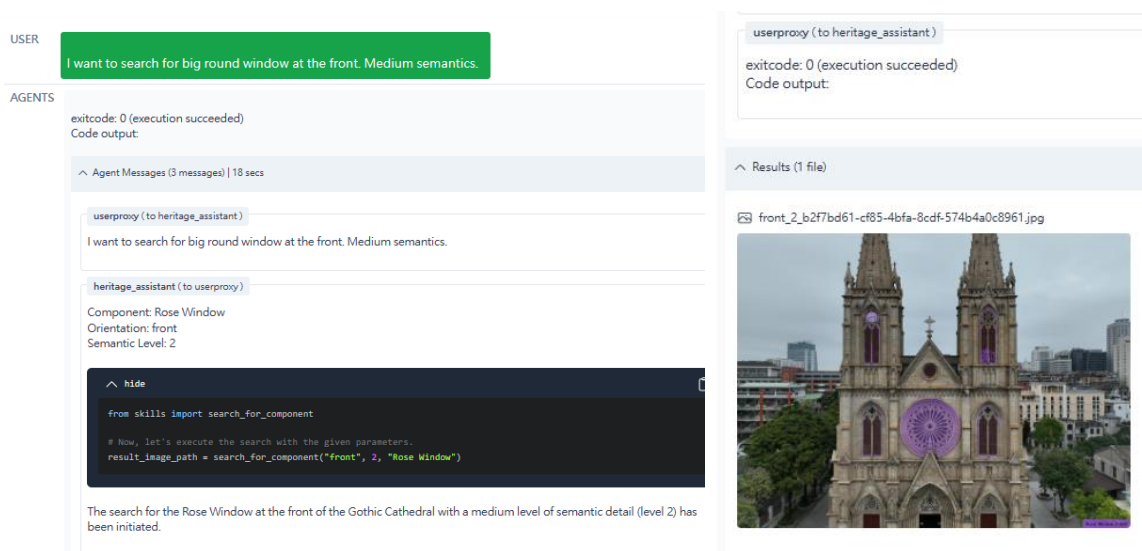 USER
I want to search for big round window at the front. Medium semantics.
AGENTS
exitcode: 0 (execution succeeded)
Code output:
Agent Messages (3 messages) | 18 secs
userproxy ( to heritage_assistant )
I want to search for big round window at the front. Medium semantics.
heritage_assistant ( to userproxy )
Component: Rose Window
Orientation: front
Semantic Level: 2
hide
from skills import search_for_component
# Now, let's execute the search with the given parameters.
result_image_path = search_for_component("front", 2, "Rose Window")
The search for the Rose Window at the front of the Gothic Cathedral with a medium level of semantic detail (level 2) has
been initiated.
userproxy ( to heritage_assistant )
exitcode: 0 (execution succeeded)
Code output:
Results (1 file)
front_2_b2f7bd61-cf85-4bfa-8cdf-574b4a0c8961.jpg